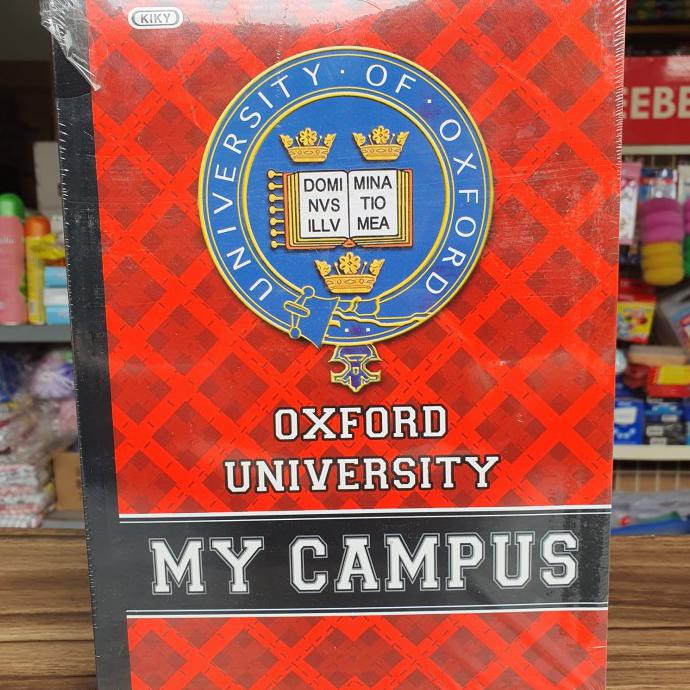 KIKY
UNIVERSITY · OF · OXFORD
DOMI MINA
NVS TIO
ILLV MEA
OXFORD
UNIVERSITY
MY CAMPUS